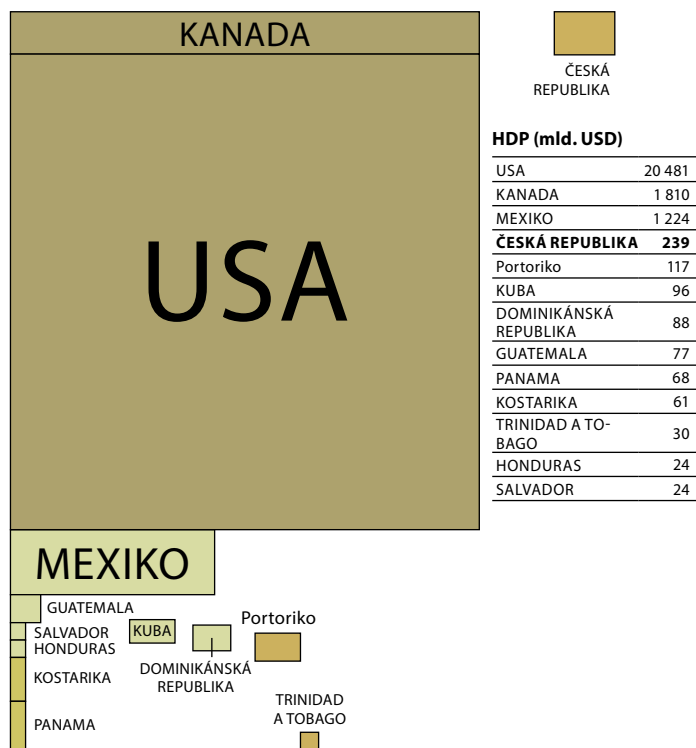 KANADA
USA
ČESKÁ
REPUBLIKA
HDP (mld. USD)
USA 20 481
KANADA 1 810
MEXIKO 1 224
ČESKÁ REPUBLIKA 239
Portoriko 117
KUBA 96
DOMINIKÁNSKÁ
REPUBLIKA 88
GUATEMALA 77
PANAMA 68
KOSTARIKA 61
TRINIDAD A TO-
BAGO 30
HONDURAS 24
SALVADOR 24
MEXIKO
GUATEMALA
SALVADOR
HONDURAS
KOSTARIKA
PANAMA
KUBA
DOMINIKÁNSKÁ
REPUBLIKA
Portoriko
TRINIDAD
A TOBAGO